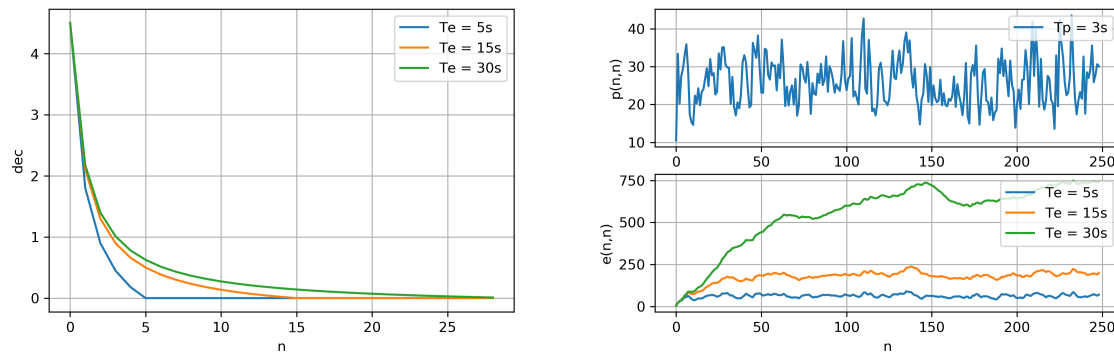 Te = 5s
Te = 15s
Te = 30s
4
3
2
1
0
dec
0 5 10 15 20 25
n
Tp = 3s
40
30
20
10
p(n,n)
0 50 100 150 200 250
Te = 5s
Te = 15s
Te = 30s
750
500
250
0
e(n,n)
0 50 100 150 200 250
n